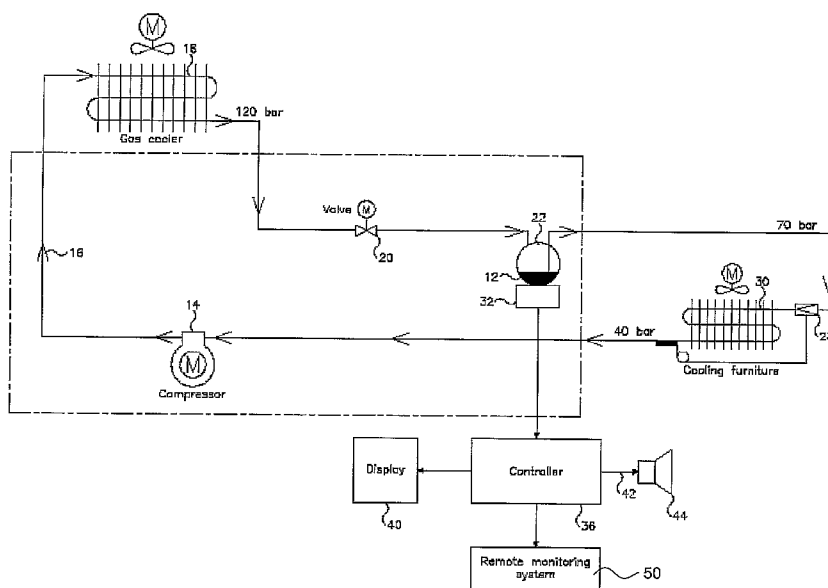 M
18
120 bar
Gas cooler
Valve
M
22
70 bar
20
12
32
16
M
30
14
40 bar
M
Cooling furniture
Compressor
Display
Controller
42
40
36
44
Remote monitoring
system
50